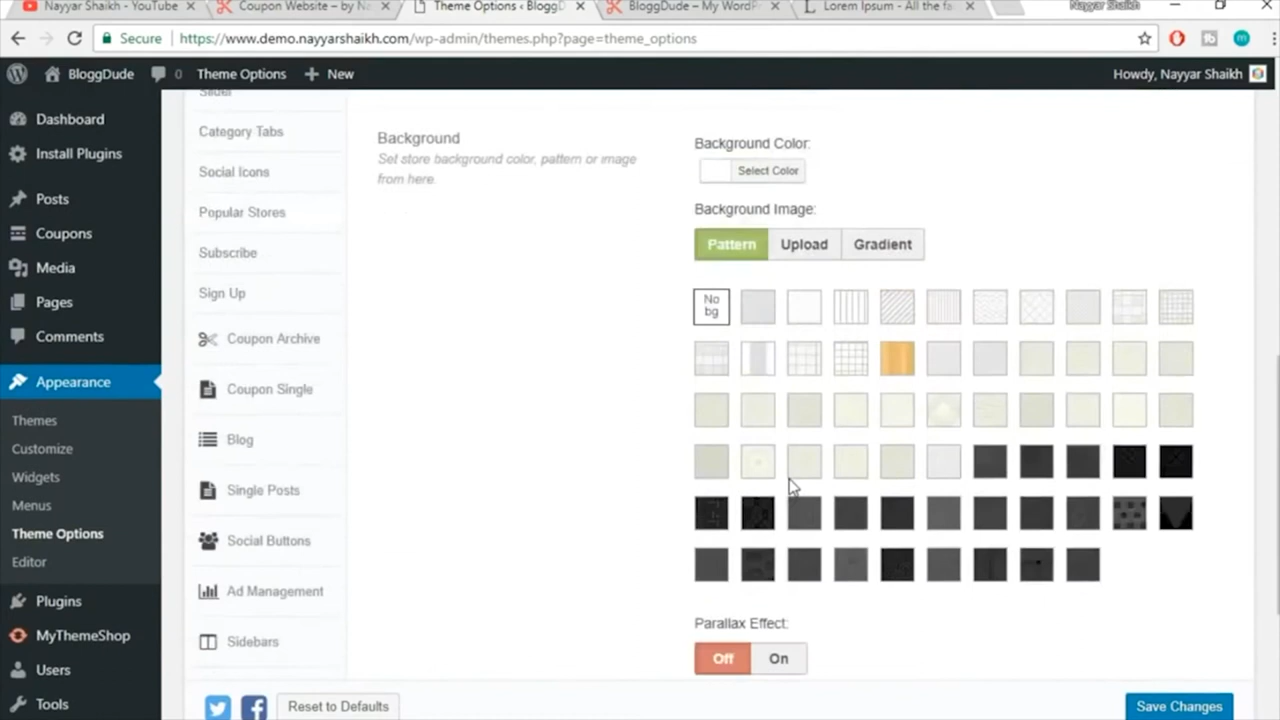 Nayyar Shaikh - YouTube
Coupon Website – by Na
Theme Options ‹ BloggD
BloggDude – My WordPr
Lorem Ipsum - All the fa
Nayyar Shaikh
Secure
https://www.demo.nayyarshaikh.com/wp-admin/themes.php?page=theme_options
BloggDude
0
Theme Options
New
Howdy, Nayyar Shaikh
Dashboard
Install Plugins
Posts
Coupons
Media
Pages
Comments
Appearance
Themes
Customize
Widgets
Menus
Theme Options
Editor
Plugins
MyThemeShop
Users
Tools
Category Tabs
Social Icons
Popular Stores
Subscribe
Sign Up
Coupon Archive
Coupon Single
Blog
Single Posts
Social Buttons
Ad Management
Sidebars
Background
Set store background color, pattern or image
from here.
Background Color:
Select Color
Background Image:
Pattern
Upload
Gradient
No
bg
Parallax Effect:
Off
On
Reset to Defaults
Save Changes